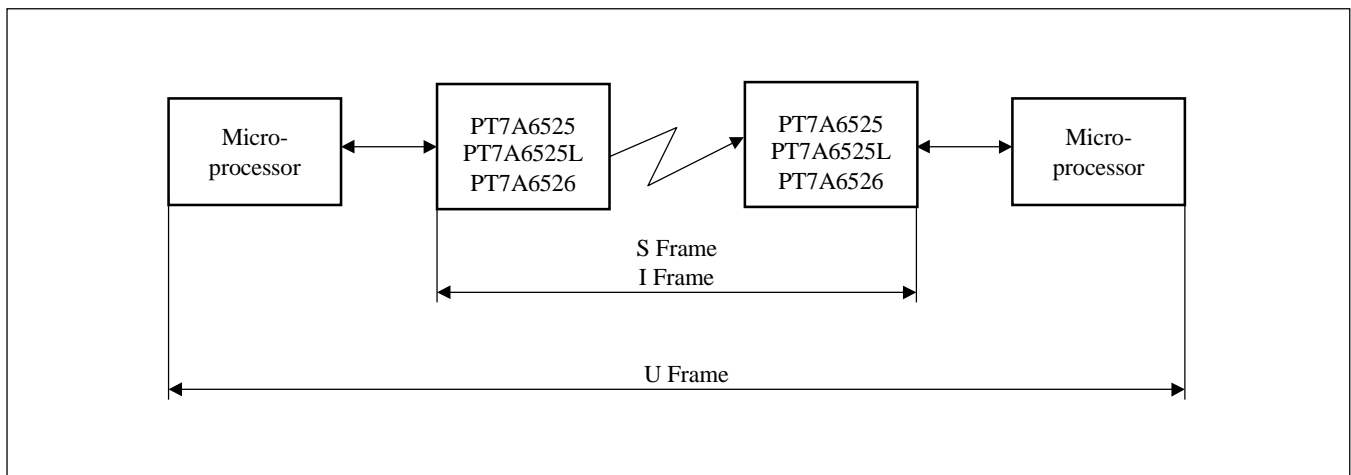 Micro-
processor
PT7A6525
PT7A6525L
PT7A6526
PT7A6525
PT7A6525L
PT7A6526
Micro-
processor
S Frame
I Frame
U Frame